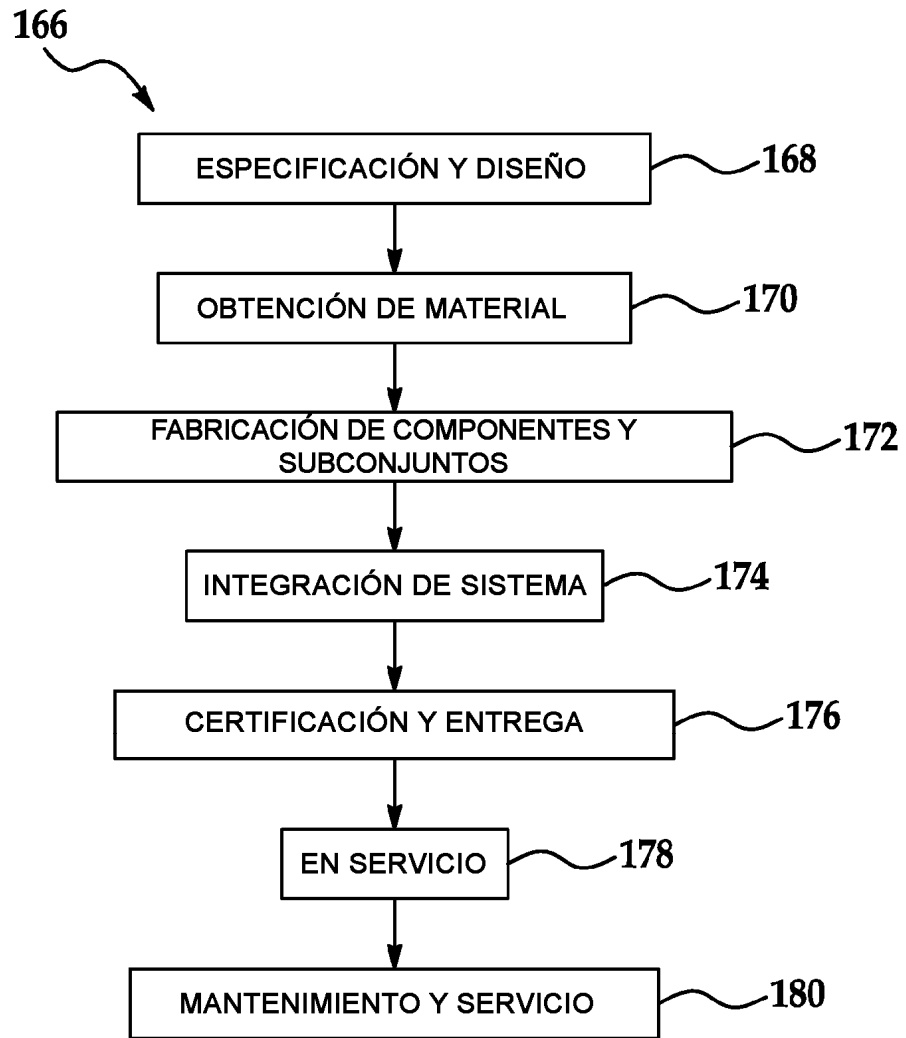 166
ESPECIFICACIÓN Y DISEÑO
168
OBTENCIÓN DE MATERIAL
170
FABRICACIÓN DE COMPONENTES Y
SUBCONJUNTOS
172
INTEGRACIÓN DE SISTEMA
174
CERTIFICACIÓN Y ENTREGA
176
EN SERVICIO
178
MANTENIMIENTO Y SERVICIO
180